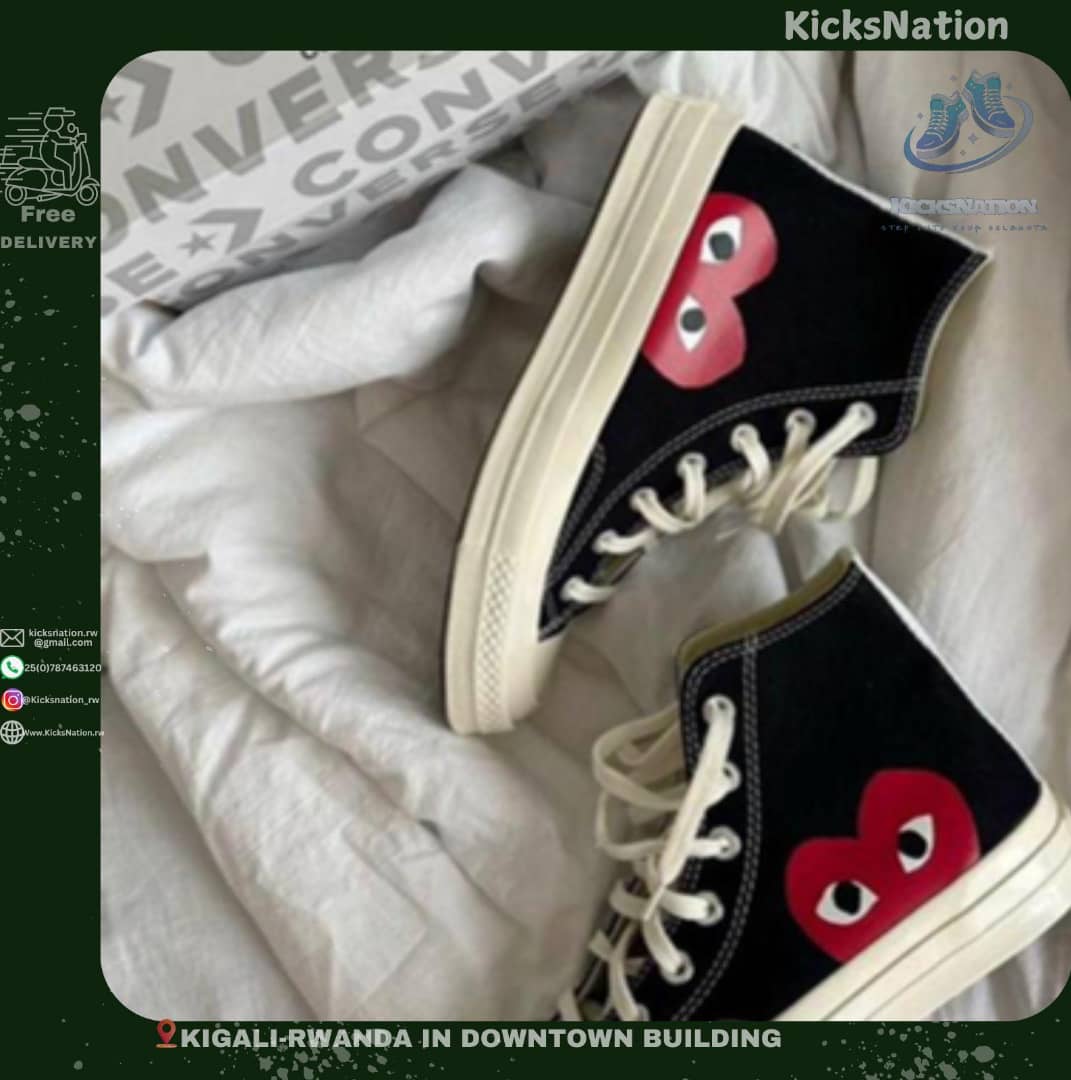 KicksNation
KICKSNATION
Free
DELIVERY
CONVERSE
kicksnation.rw
@gmail.com
25(0)787463120
@Kicksnation_rw
Www.KicksNation.rw
KIGALI-RWANDA IN DOWNTOWN BUILDING